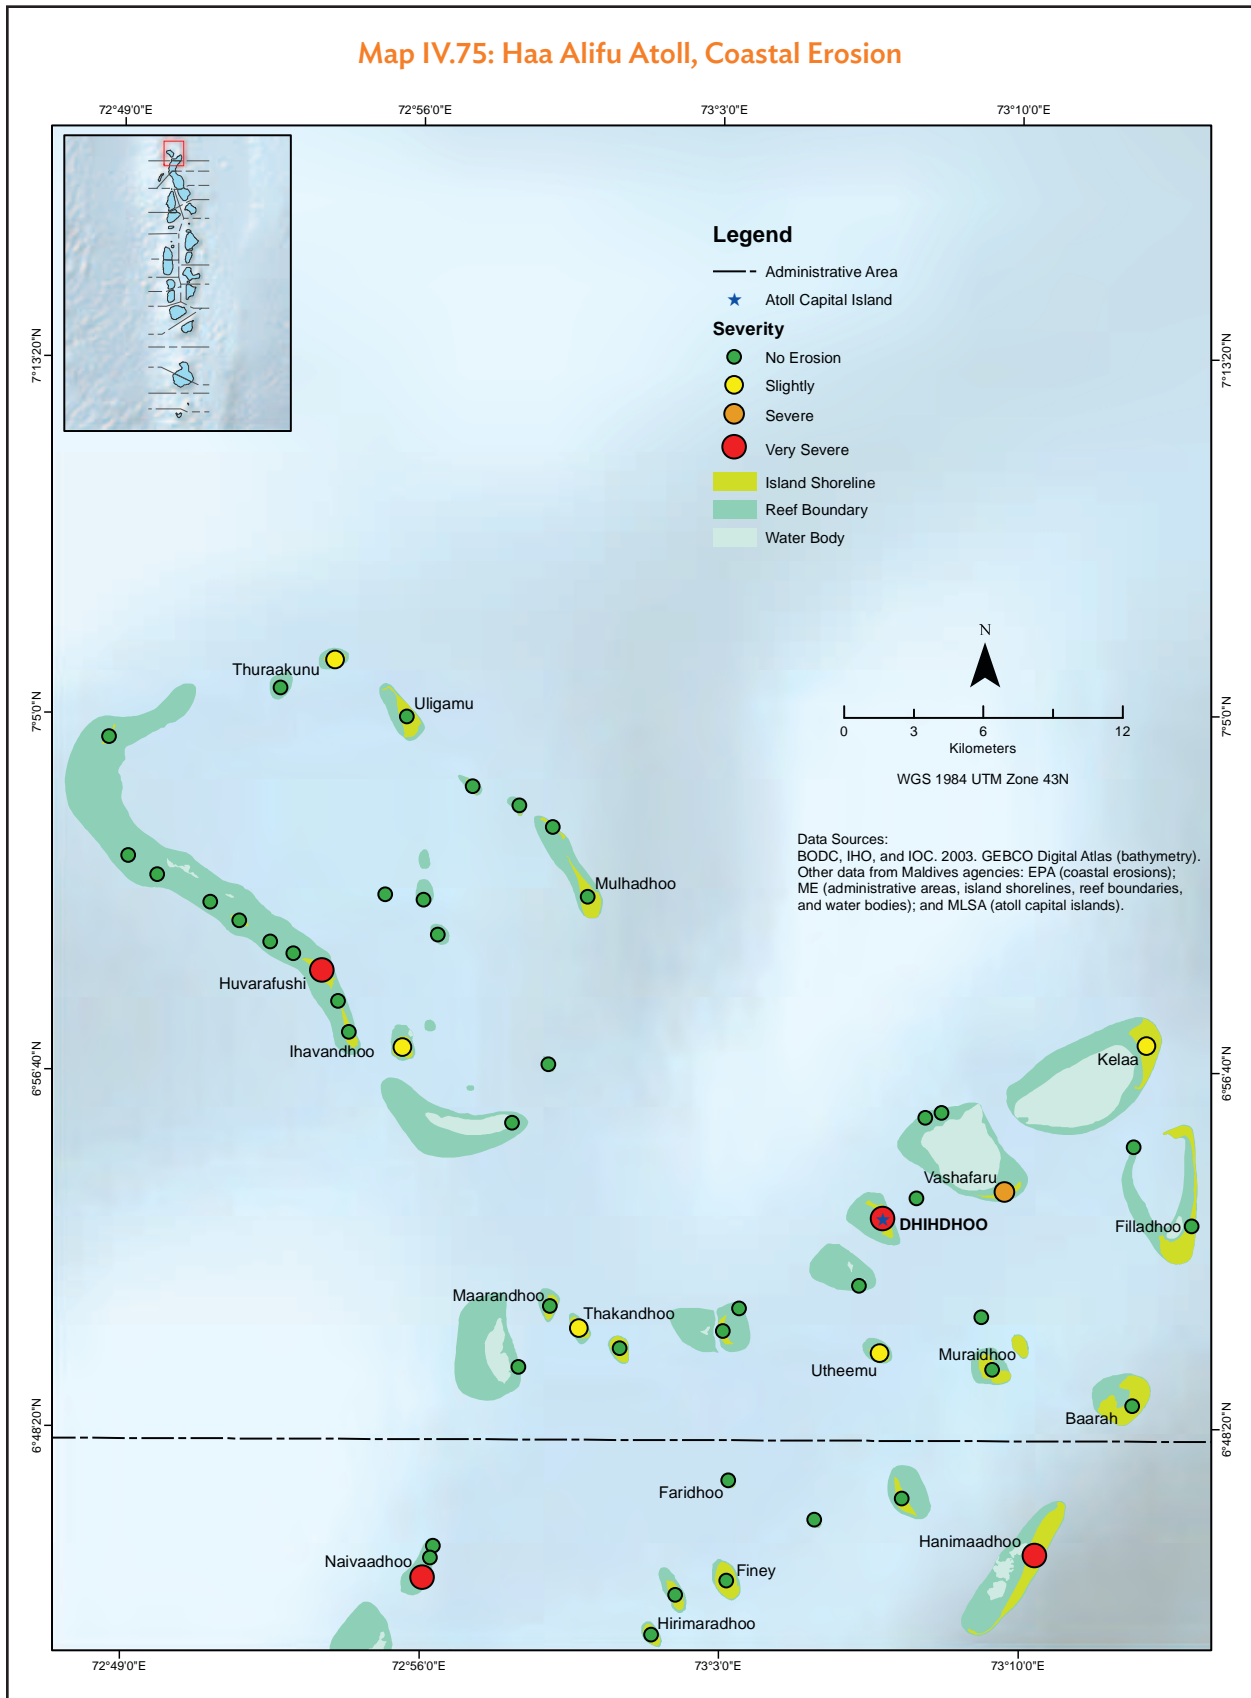 Map IV.75: Haa Alifu Atoll, Coastal Erosion
72°49'0"E
72°56'0"E
73°3'0"E
73°10'0"E
Legend
Administrative Area
Atoll Capital Island
Severity
No Erosion
Slightly
Severe
Very Severe
Island Shoreline
Reef Boundary
Water Body
7°13'20"N
7°13'20"N
N
0
3
6
12
Kilometers
WGS 1984 UTM Zone 43N
Data Sources:
BODC, IHO, and IOC. 2003. GEBCO Digital Atlas (bathymetry).
Other data from Maldives agencies: EPA (coastal erosions);
ME (administrative areas, island shorelines, reef boundaries,
and water bodies); and MLSA (atoll capital islands).
Thuraakunu
Uligamu
7°5'0"N
7°5'0"N
Mulhadhoo
Huvarafushi
Ihavandhoo
Kelaa
6°56'40"N
6°56'40"N
Vashafaru
DHIHDHOO
Filladhoo
Maarandhoo
Thakandhoo
Utheemu
Muraidhoo
Baarah
6°48'20"N
6°48'20"N
Faridhoo
Hanimaadhoo
Naivaadhoo
Finey
Hirimaradhoo
72°49'0"E
72°56'0"E
73°3'0"E
73°10'0"E